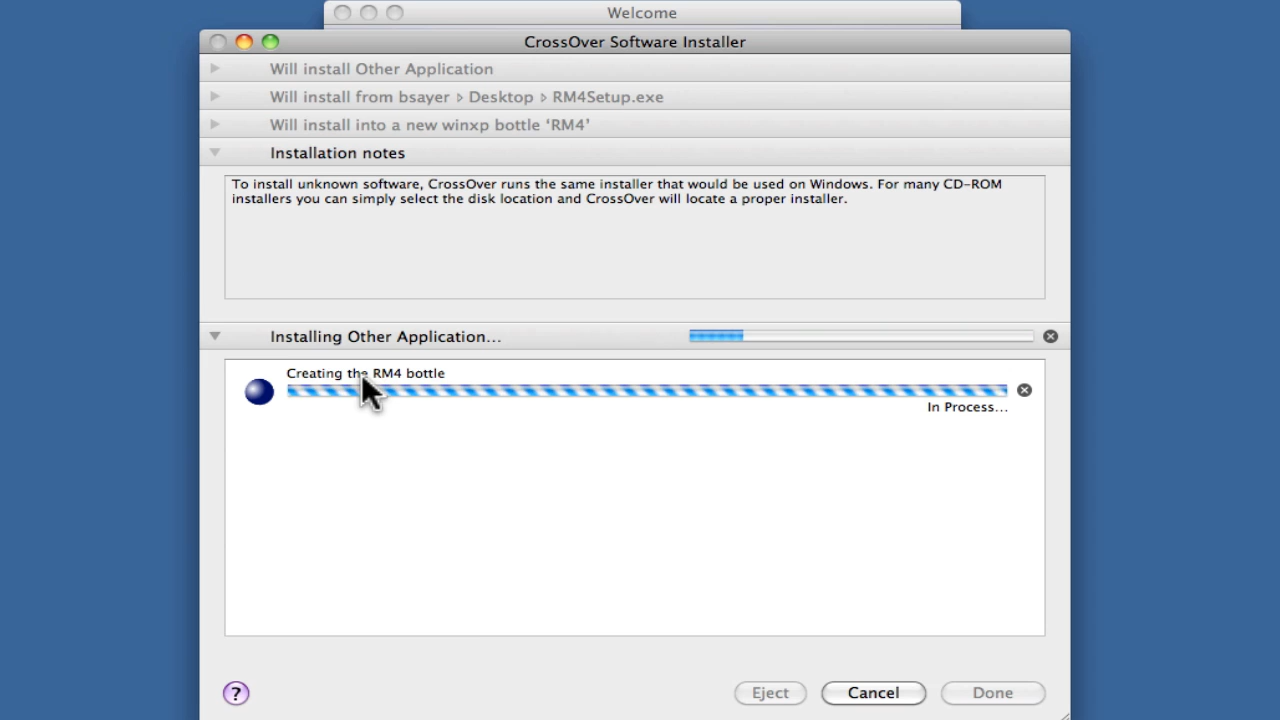 Welcome
CrossOver Software Installer
Will install Other Application
Will install from bsayer ▹ Desktop ▹ RM4Setup.exe
Will install into a new winxp bottle ‘RM4’
Installation notes
To install unknown software, CrossOver runs the same installer that would be used on Windows. For many CD-ROM
installers you can simply select the disk location and CrossOver will locate a proper installer.
Installing Other Application...
Creating the RM4 bottle
In Process...
?
Eject
Cancel
Done